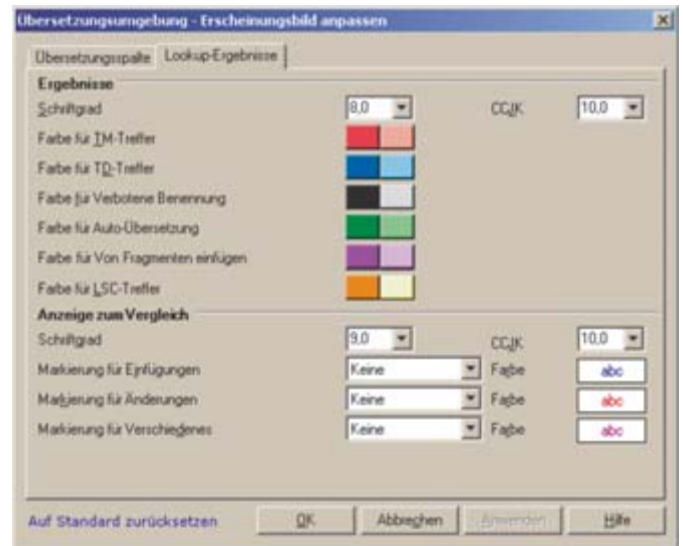 Übersetzungsumgebung - Erscheinungsbild anpassen
Übersetzungsspalte Lookup-Ergebnisse
Ergebnisse
Schriftgrad 8,0 CCJK 10,0
Farbe für TM-Treffer
Farbe für TD-Treffer
Farbe für Verbotene Benennung
Farbe für Auto-Übersetzung
Farbe für Von Fragmenten einfügen
Farbe für LSC-Treffer
Anzeige zum Vergleich
Schriftgrad 9,0 CCJK 10,0
Markierung für Einfügungen Keine Farbe abc
Markierung für Änderungen Keine Farbe abc
Markierung für Verschiedenes Keine Farbe abc
Auf Standard zurücksetzen OK Abbrechen Anwenden Hilfe